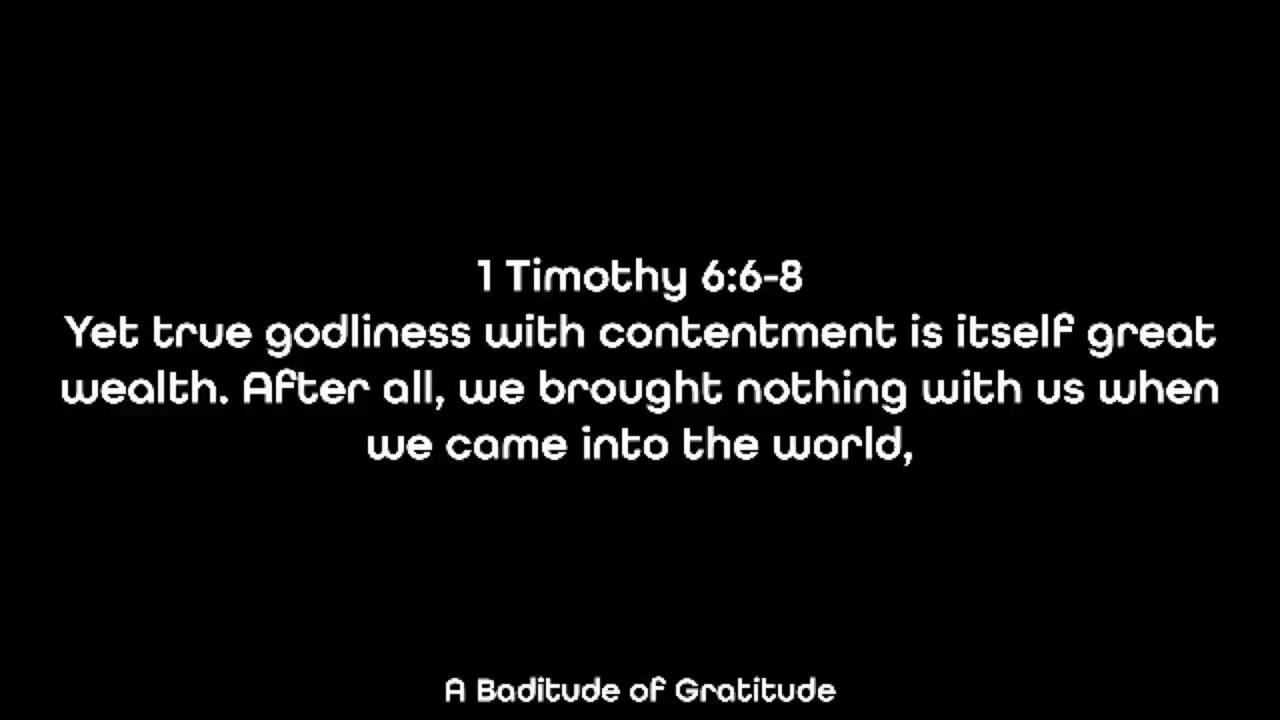 1 Timothy 6:6-8
Yet true godliness with contentment is itself great
wealth. After all, we brought nothing with us when
we came into the world,
A Baditude of Gratitude